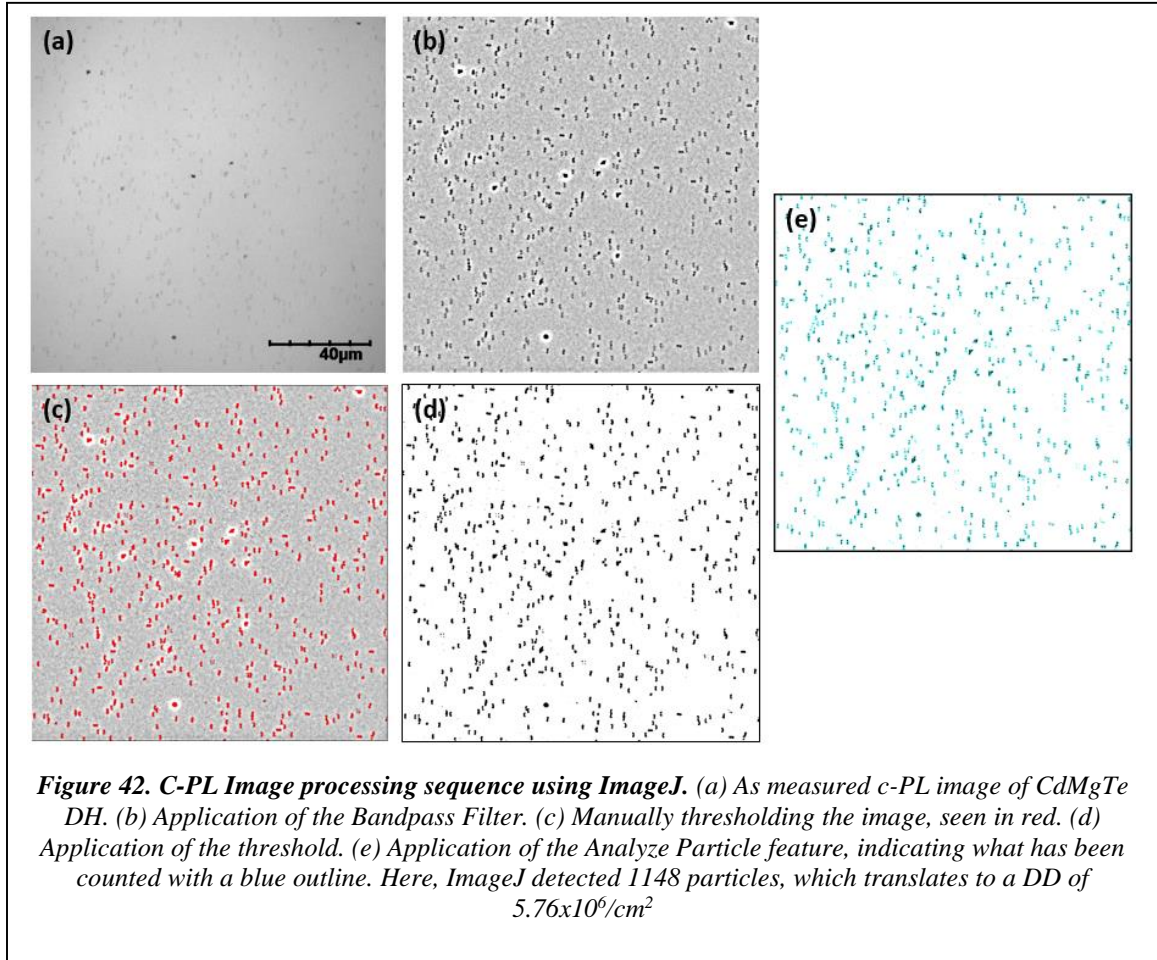 (a)
(b)
40µm
(c)
(d)
(e)
Figure 42. C-PL Image processing sequence using ImageJ. (a) As measured c-PL image of CdMgTe
DH. (b) Application of the Bandpass Filter. (c) Manually thresholding the image, seen in red. (d)
Application of the threshold. (e) Application of the Analyze Particle feature, indicating what has been
counted with a blue outline. Here, ImageJ detected 1148 particles, which translates to a DD of
5.76x10⁶/cm²